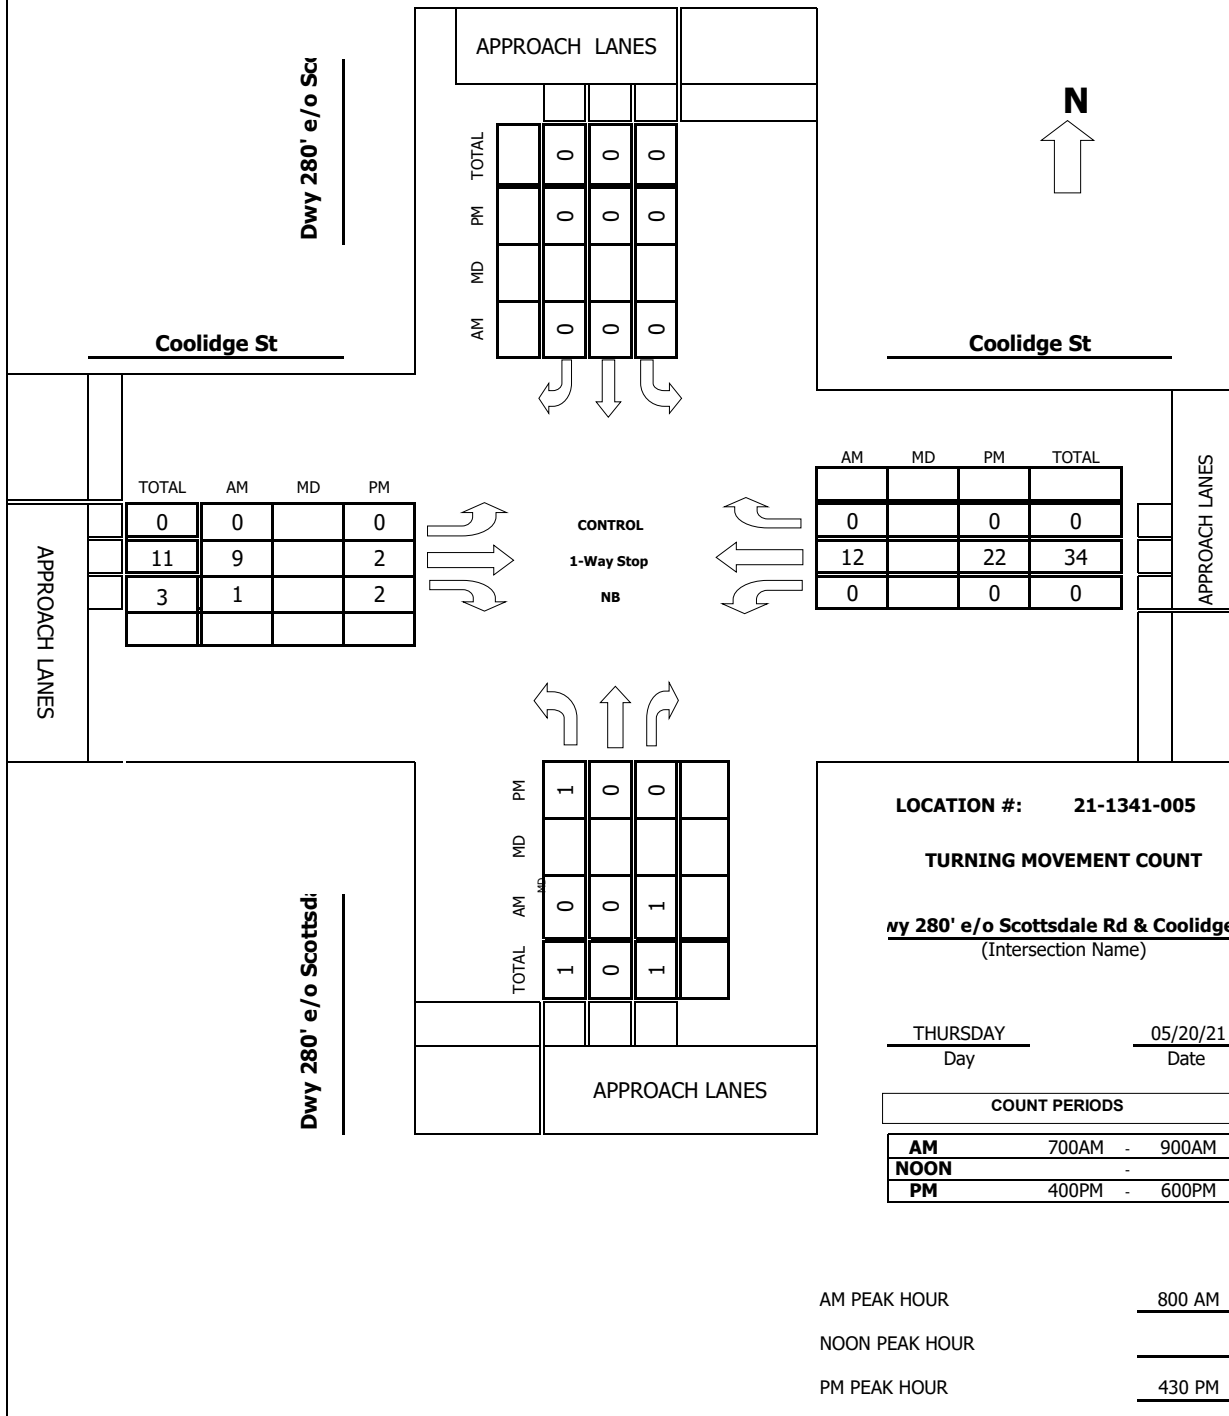 APPROACH LANES
Dwy 280' e/o Sc
N
TOTAL 0 0 0
PM 0 0 0
MD
AM 0 0 0
Coolidge St
Coolidge St
AM MD PM TOTAL
0 0 0
12 22 34
0 0 0
APPROACH LANES
TOTAL AM MD PM
0 0 0
11 9 2
3 1 2
APPROACH LANES
CONTROL
1-Way Stop
NB
PM 1 0 0
MD
MD
AM 0 0 1
TOTAL 1 0 1
APPROACH LANES
Dwy 280' e/o Scottsd
LOCATION #: 21-1341-005
TURNING MOVEMENT COUNT
wy 280' e/o Scottsdale Rd & Coolidge
(Intersection Name)
THURSDAY 05/20/21
Day Date
COUNT PERIODS
AM 700AM - 900AM
NOON -
PM 400PM - 600PM
AM PEAK HOUR 800 AM
NOON PEAK HOUR
PM PEAK HOUR 430 PM